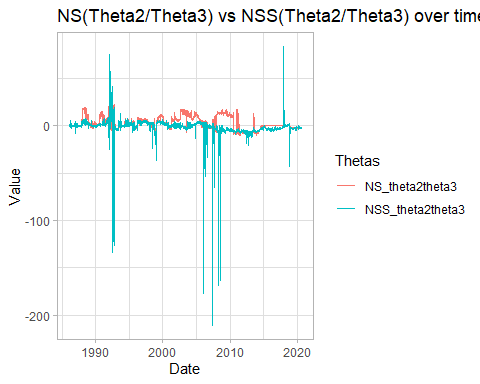 NS(Theta2/Theta3) vs NSS(Theta2/Theta3) over time
0
-100
-200
Value
1990
2000
2010
2020
Date
Thetas
NS_theta2theta3
NSS_theta2theta3